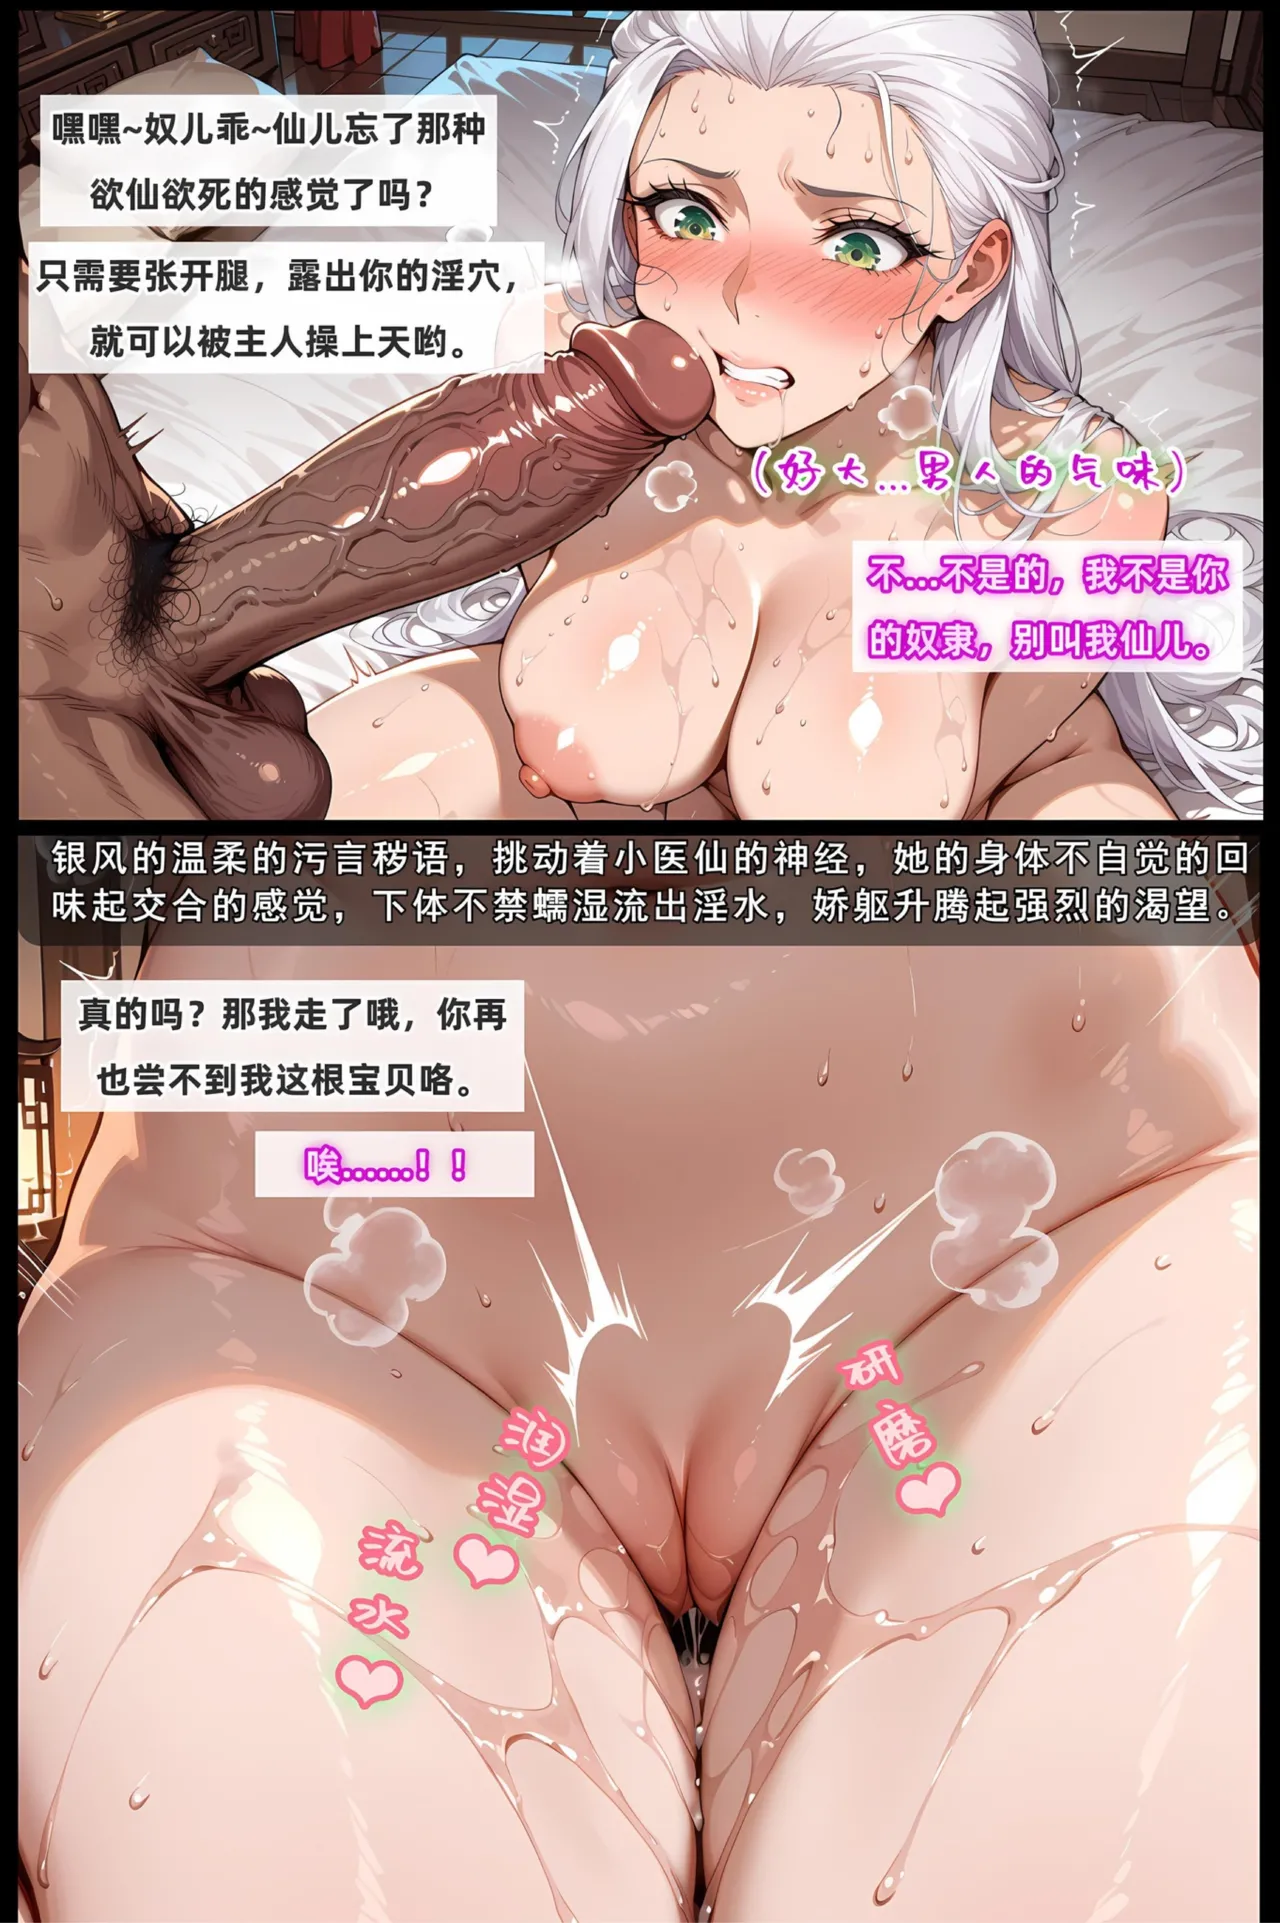 嘿嘿~奴儿乖~仙儿忘了那种
欲仙欲死的感觉了吗？
只需要张开腿，露出你的淫穴，
就可以被主人操上天哟。
（好大...男人的气味）
不...不是的，我不是你
的奴隶，别叫我仙儿。
银风的温柔的污言秽语，挑动着小医仙的神经，她的身体不自觉的回
味起交合的感觉，下体不禁蠕湿流出淫水，娇躯升腾起强烈的渴望。
真的吗？那我走了哦，你再
也尝不到我这根宝贝咯。
唉.......！！
研磨
润湿
流水